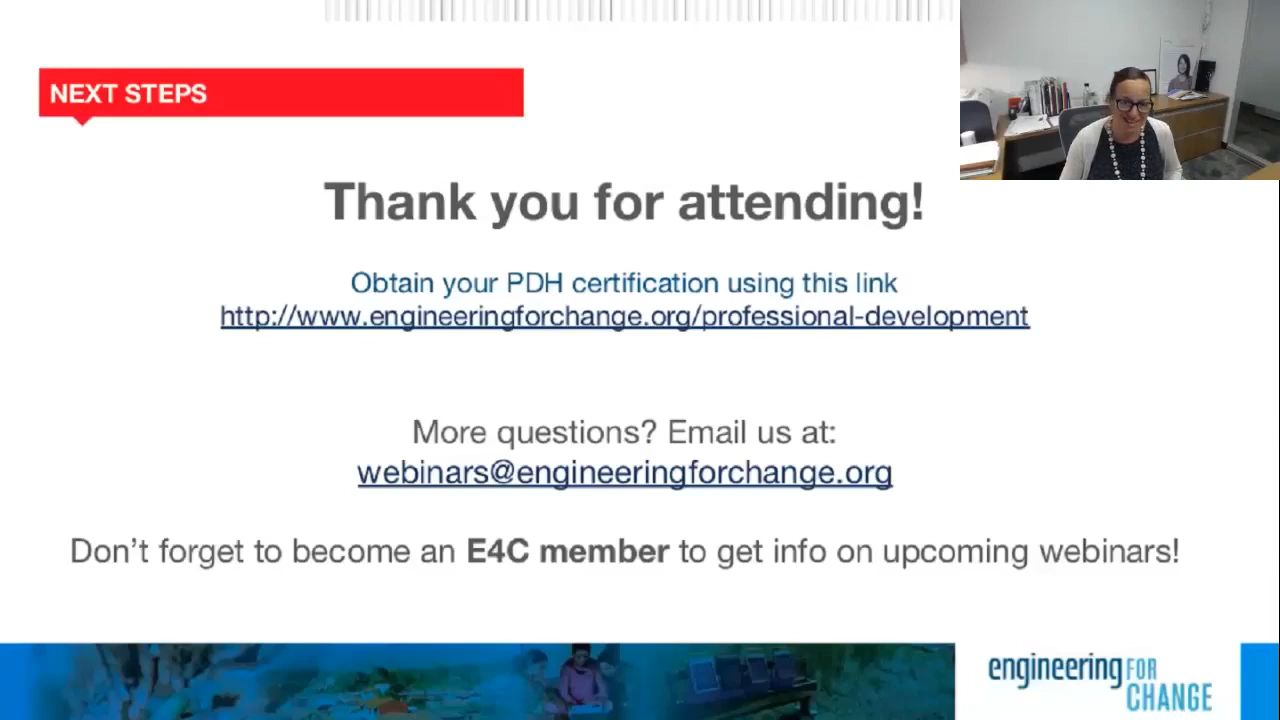 NEXT STEPS
Thank you for attending!
Obtain your PDH certification using this link
http://www.engineeringforchange.org/professional-development
More questions? Email us at:
webinars@engineeringforchange.org
Don't forget to become an E4C member to get info on upcoming webinars!
engineering FOR
CHANGE